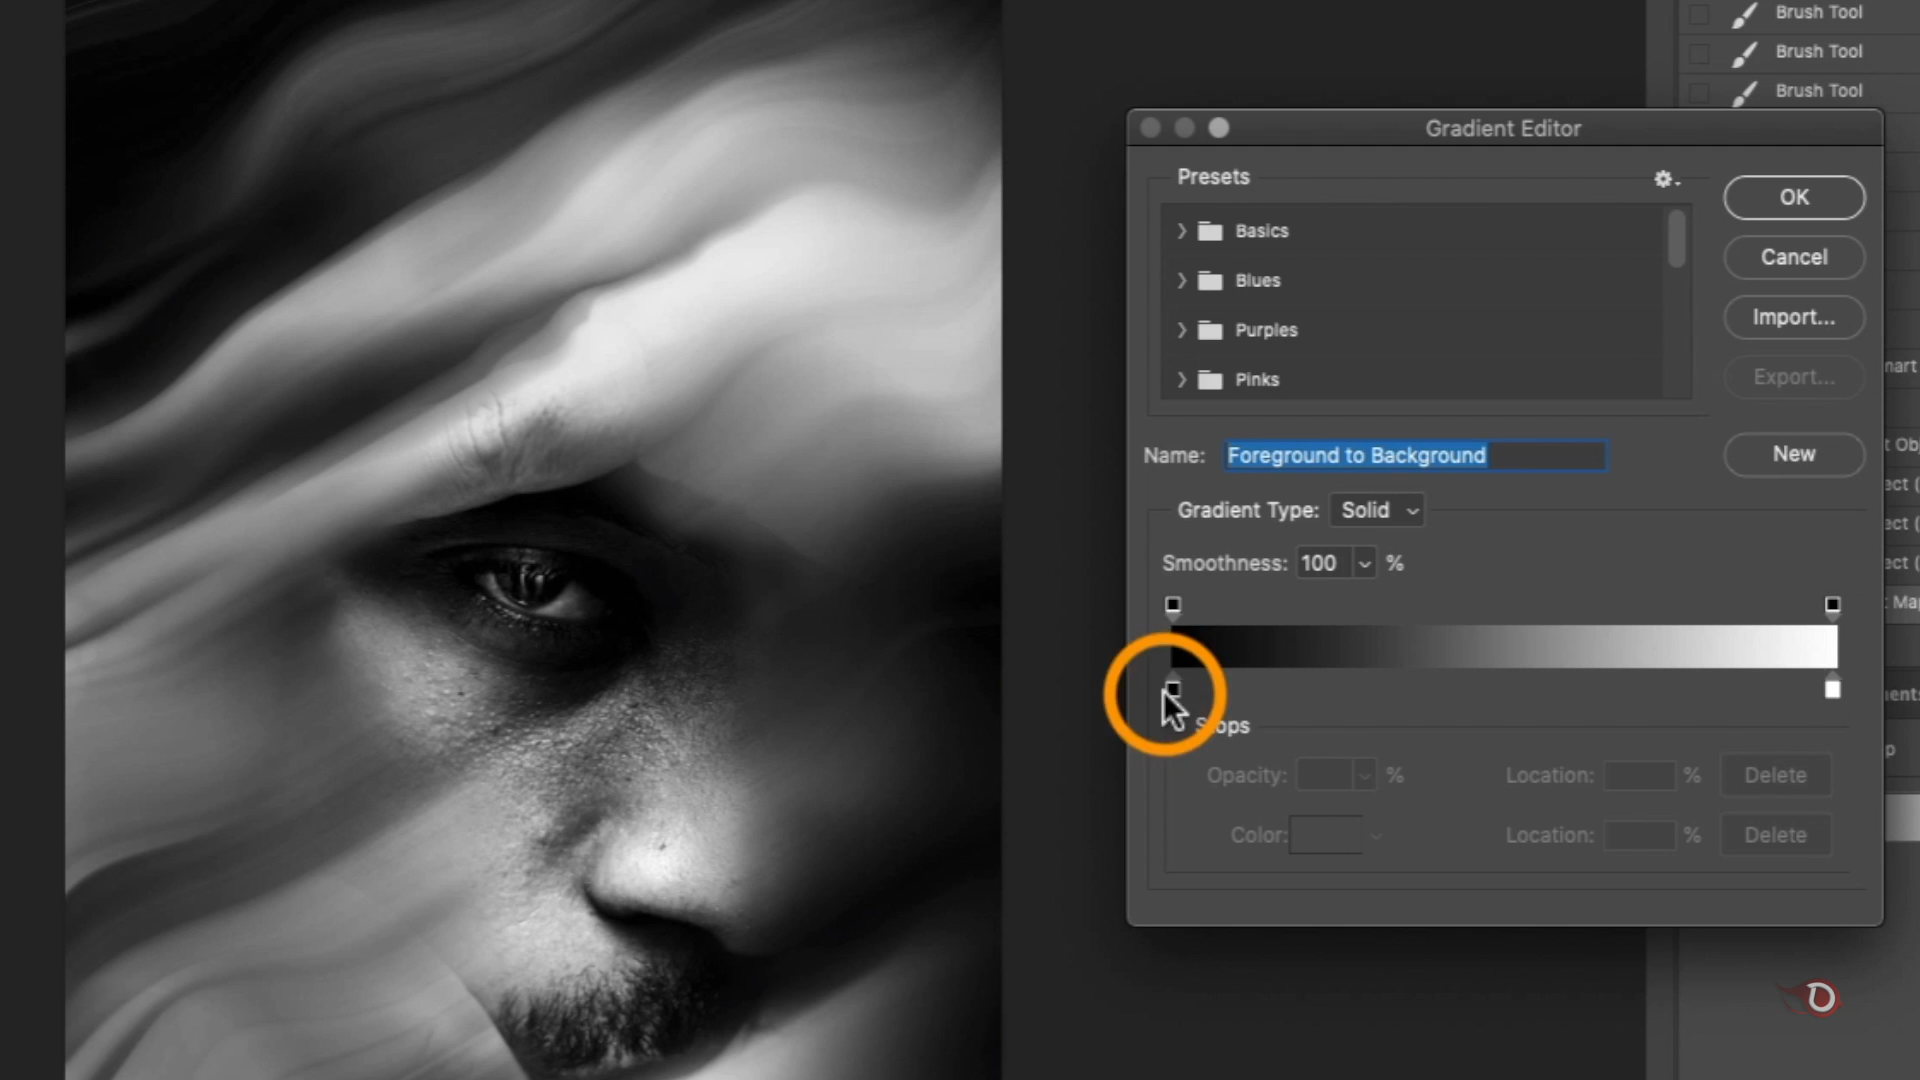 Brush Tool
Brush Tool
Brush Tool
Gradient Editor
Presets
OK
Basics
Cancel
Blues
Import...
Purples
Export...
Pinks
Name: Foreground to Background
New
Gradient Type: Solid
Smoothness: 100 %
Stops
Opacity: % Location: % Delete
Color: Location: % Delete